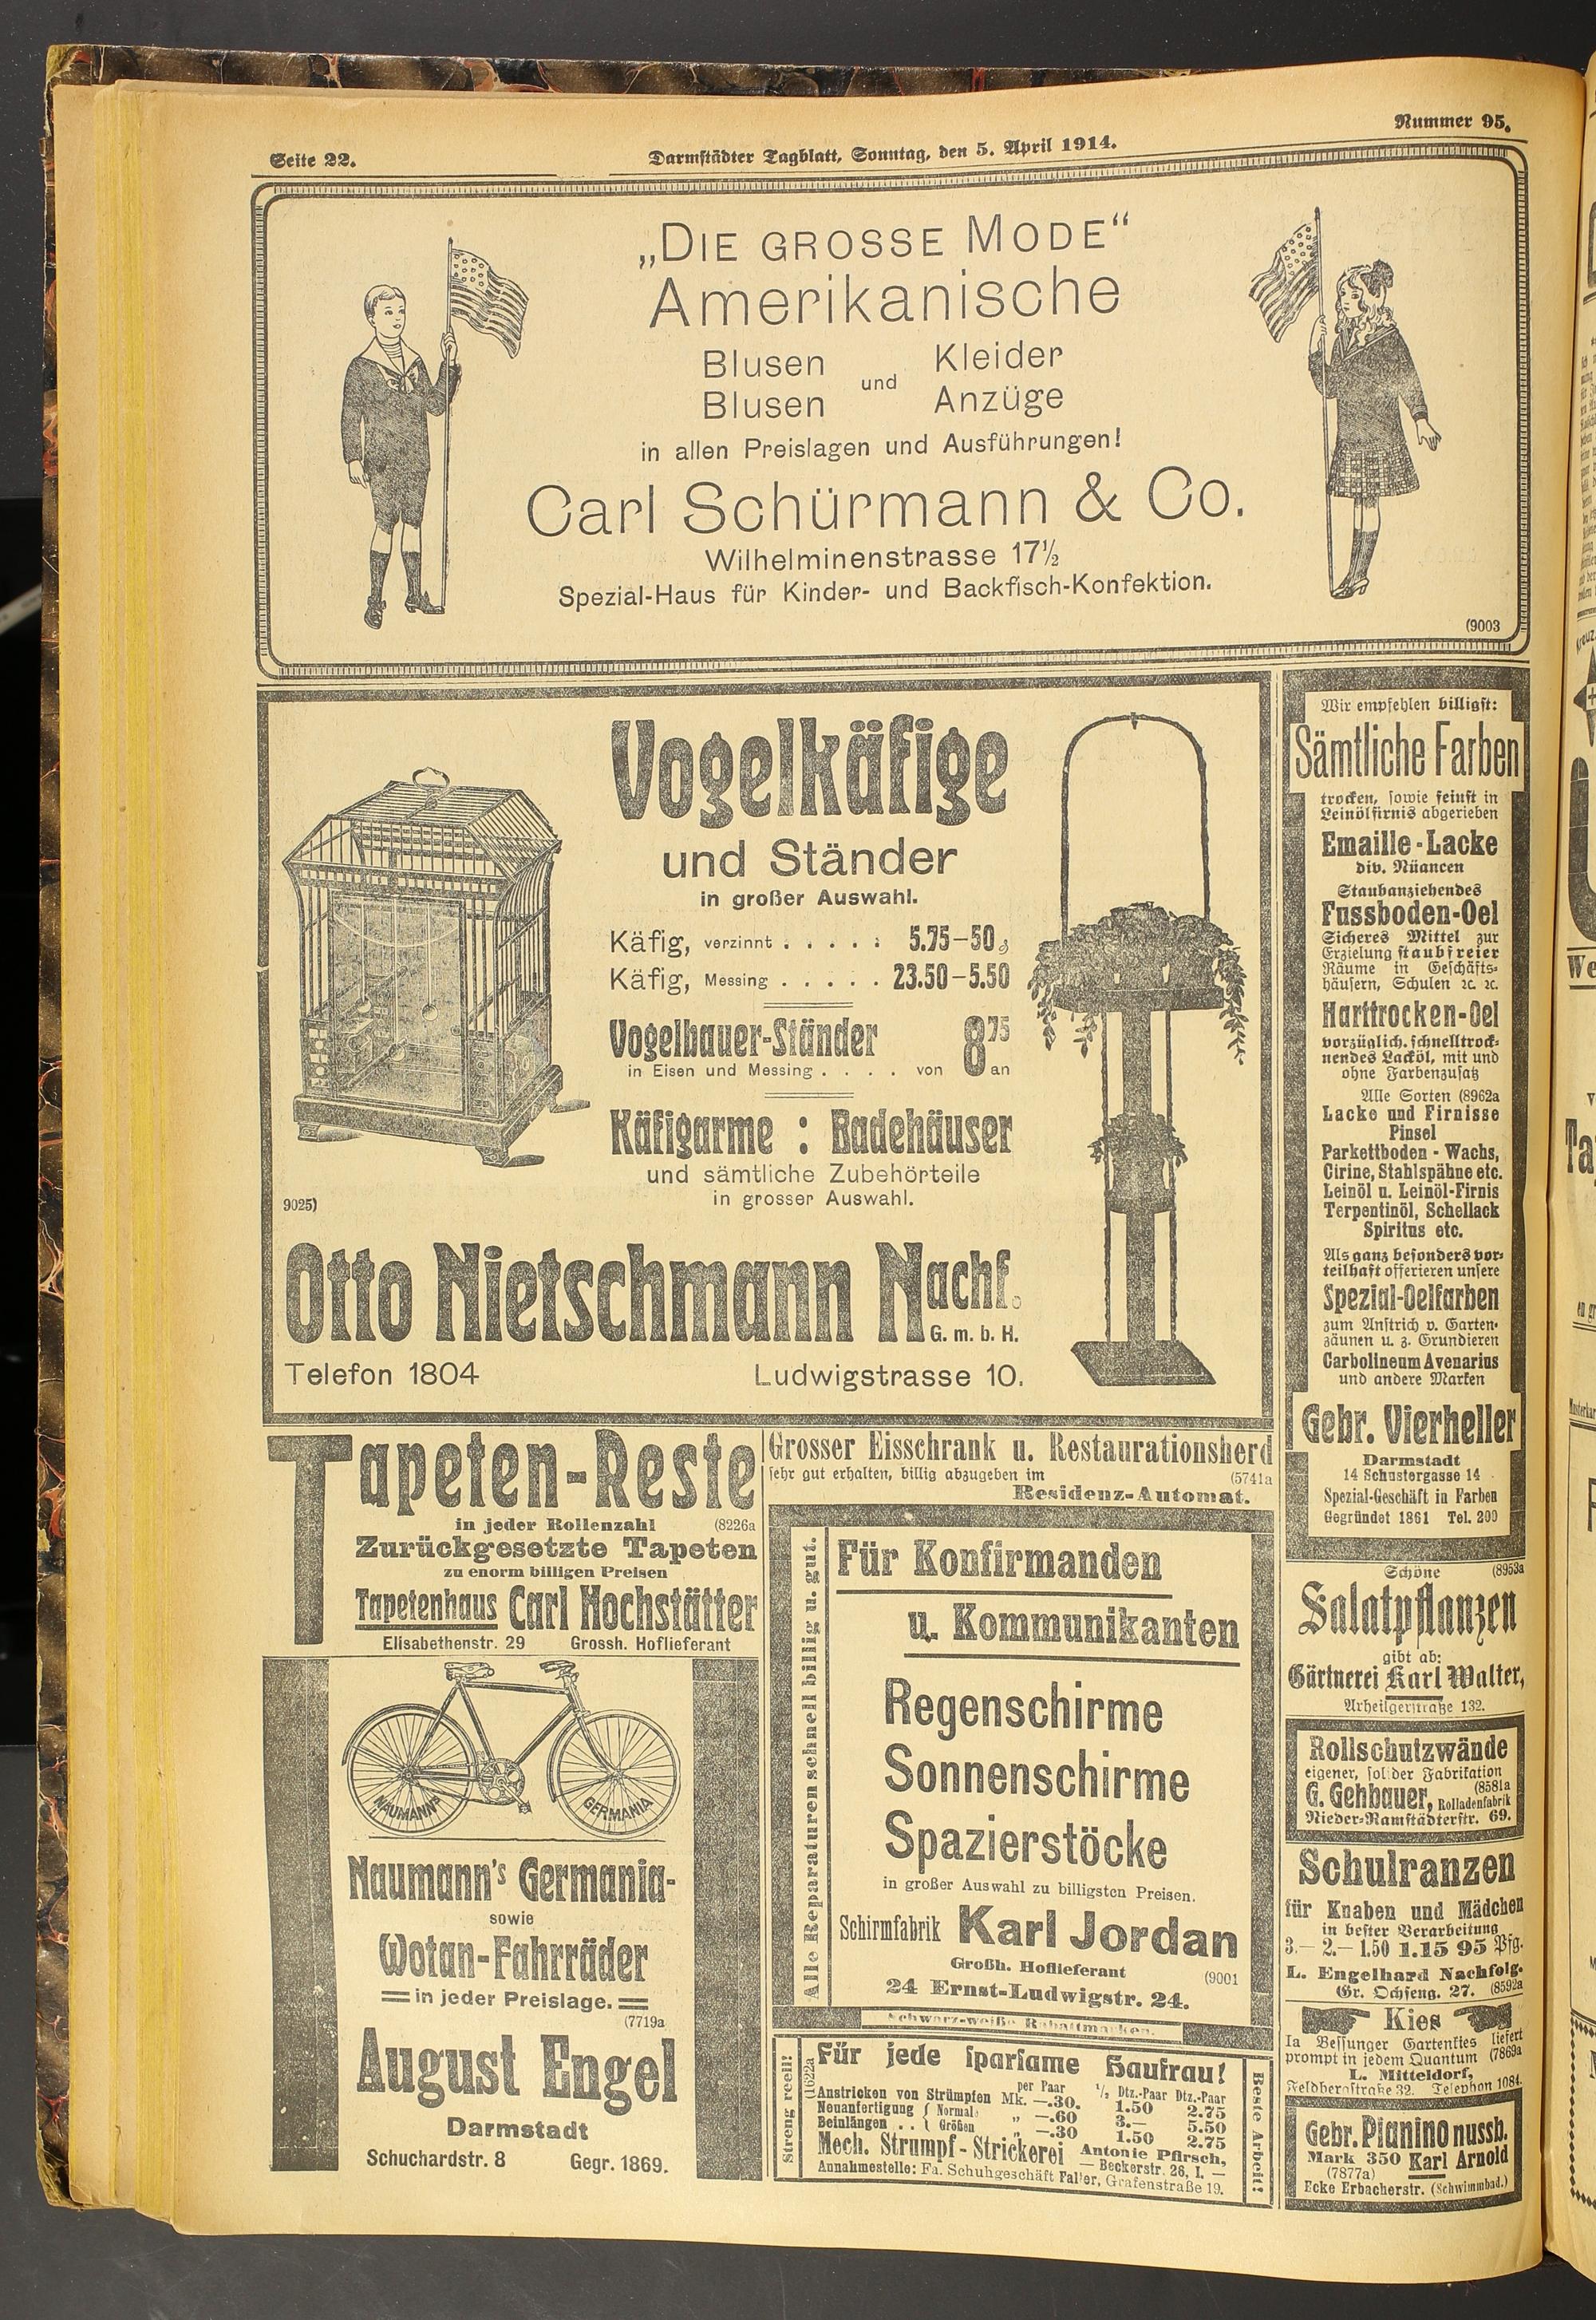 Seite 22.
Darmstädter Tagblatt, Sonntag, den 5. April 1914.
Nummer 95.
„DIE GROSSE MODE“
Amerikanische
Blusen und Kleider
Blusen und Anzüge
in allen Preislagen und Ausführungen!
Carl Schürmann & Co.
Wilhelminenstrasse 17½
Spezial-Haus für Kinder- und Backfisch-Konfektion.
(9003
Vogelkäfige
und Ständer
in großer Auswahl.
Käfig, verzinnt . . . . : 5.75–50₰
Käfig, Messing . . . . . 23.50–5.50
Vogelbauer-Ständer 8 75
in Eisen und Messing . . . . von an
Käfigarme : Badehäuser
und sämtliche Zubehörteile
in grosser Auswahl.
9025)
Otto Nietschmann Nachf.
G. m. b. H.
Telefon 1804 Ludwigstrasse 10.
Wir empfehlen billigst:
Sämtliche Farben
trocken, sowie feinst in
Leinölfirnis abgerieben
Emaille-Lacke
div. Nüancen
Staubanziehendes
Fussboden-Oel
Sicheres Mittel zur
Erzielung staubfreier
Räume in Geschäfts-
häusern, Schulen ꝛc. ꝛc.
Harttrocken-Oel
vorzüglich. schnelltrock-
nendes Lacköl, mit und
ohne Farbenzusatz
Alle Sorten (8962a
Lacke und Firnisse
Pinsel
Parkettboden-Wachs,
Cirine, Stahlspähne etc.
Leinöl u. Leinöl-Firnis
Terpentinöl, Schellack
Spiritus etc.
Als ganz besonders vor-
teilhaft offerieren unsere
Spezial-Oelfarben
zum Anstrich v. Garten-
zäunen u. z. Grundieren
Carbolineum Avenarius
und andere Marken
Gebr. Vierheller
Darmstadt
14 Schustergasse 14
Spezial-Geschäft in Farben
Gegründet 1861 Tel. 200
Tapeten-Reste
in jeder Rollenzahl (8226a
Zurückgesetzte Tapeten
zu enorm billigen Preisen
Tapetenhaus Carl Hochstätter
Elisabethenstr. 29 Grossh. Hoflieferant
Grosser Eisschrank u. Restaurationsherd
sehr gut erhalten, billig abzugeben im (5741a
Residenz-Automat.
NAUMANN'S
GERMANIA
Naumann's Germania-
sowie
Wotan-Fahrräder
in jeder Preislage.
(7719a
August Engel
Darmstadt
Schuchardstr. 8 Gegr. 1869.
Alle Reparaturen schnell billig u. gut.
Für Konfirmanden
u. Kommunikanten
Regenschirme
Sonnenschirme
Spazierstöcke
in großer Auswahl zu billigsten Preisen.
Schirmfabrik Karl Jordan
Großh. Hoflieferant (9001
24 Ernst-Ludwigstr. 24.
Schwarz-weiße Rabattmarken.
Streng reell!
(1622a
Für jede sparsame Hausfrau!
per Paar ½ Dtz.-Paar Dtz.-Paar
Anstricken von Strümpfen Mk. —.30. 1.50 2.75
Neuanfertigung { Normal- „ —.60 3.— 5.50
Beinlängen . . { Größen „ —.30 1.50 2.75
Mech. Strumpf-Strickerei Antonie Pfirsch,
— Beckerstr. 26, I. —
Annahmestelle: Fa. Schuhgeschäft Faller, Grafenstraße 19.
Beste Arbeit!
Schöne (8953a
Salatpflanzen
gibt ab:
Gärtnerei Karl Walter,
Arheilgerstraße 132.
Rollschutzwände
eigener, solider Fabrikation
(8581a
G. Gehbauer, Rolladenfabrik
Nieder-Ramstädterstr. 69.
Schulranzen
für Knaben und Mädchen
in bester Verarbeitung
3.— 2.— 1.50 1.15 95 Pfg.
L. Engelhard Nachfolg.
Gr. Ochseng. 27. (8592a
Kies
Ia Bessunger Gartenkies liefert
prompt in jedem Quantum (7869a
L. Mitteldorf,
Feldbergstraße 32. Telephon 1084.
Gebr. Pianino nussb.
Mark 350 Karl Arnold
(7877a)
Ecke Erbacherstr. (Schwimmbad.)